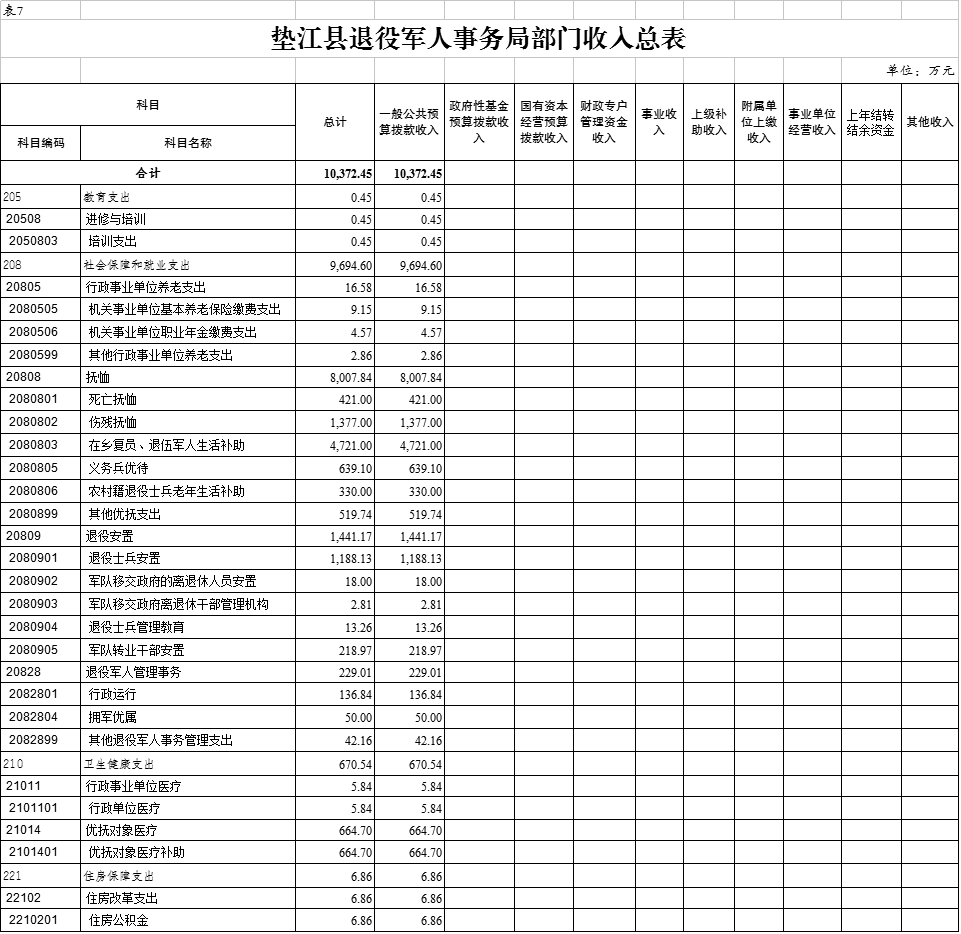 表7
垫江县退役军人事务局部门收入总表
单位：万元
科目 总计 一般公共预算拨款收入 政府性基金预算拨款收入 国有资本经营预算拨款收入 财政专户管理资金收入 事业收入 上级补助收入 附属单位上缴收入 事业单位经营收入 上年结转结余资金 其他收入
科目编码 科目名称
合计 10,372.45 10,372.45
205 教育支出 0.45 0.45
20508 进修与培训 0.45 0.45
2050803 培训支出 0.45 0.45
208 社会保障和就业支出 9,694.60 9,694.60
20805 行政事业单位养老支出 16.58 16.58
2080505 机关事业单位基本养老保险缴费支出 9.15 9.15
2080506 机关事业单位职业年金缴费支出 4.57 4.57
2080599 其他行政事业单位养老支出 2.86 2.86
20808 抚恤 8,007.84 8,007.84
2080801 死亡抚恤 421.00 421.00
2080802 伤残抚恤 1,377.00 1,377.00
2080803 在乡复员、退伍军人生活补助 4,721.00 4,721.00
2080805 义务兵优待 639.10 639.10
2080806 农村籍退役士兵老年生活补助 330.00 330.00
2080899 其他优抚支出 519.74 519.74
20809 退役安置 1,441.17 1,441.17
2080901 退役士兵安置 1,188.13 1,188.13
2080902 军队移交政府的离退休人员安置 18.00 18.00
2080903 军队移交政府离退休干部管理机构 2.81 2.81
2080904 退役士兵管理教育 13.26 13.26
2080905 军队转业干部安置 218.97 218.97
20828 退役军人管理事务 229.01 229.01
2082801 行政运行 136.84 136.84
2082804 拥军优属 50.00 50.00
2082899 其他退役军人事务管理支出 42.16 42.16
210 卫生健康支出 670.54 670.54
21011 行政事业单位医疗 5.84 5.84
2101101 行政单位医疗 5.84 5.84
21014 优抚对象医疗 664.70 664.70
2101401 优抚对象医疗补助 664.70 664.70
221 住房保障支出 6.86 6.86
22102 住房改革支出 6.86 6.86
2210201 住房公积金 6.86 6.86